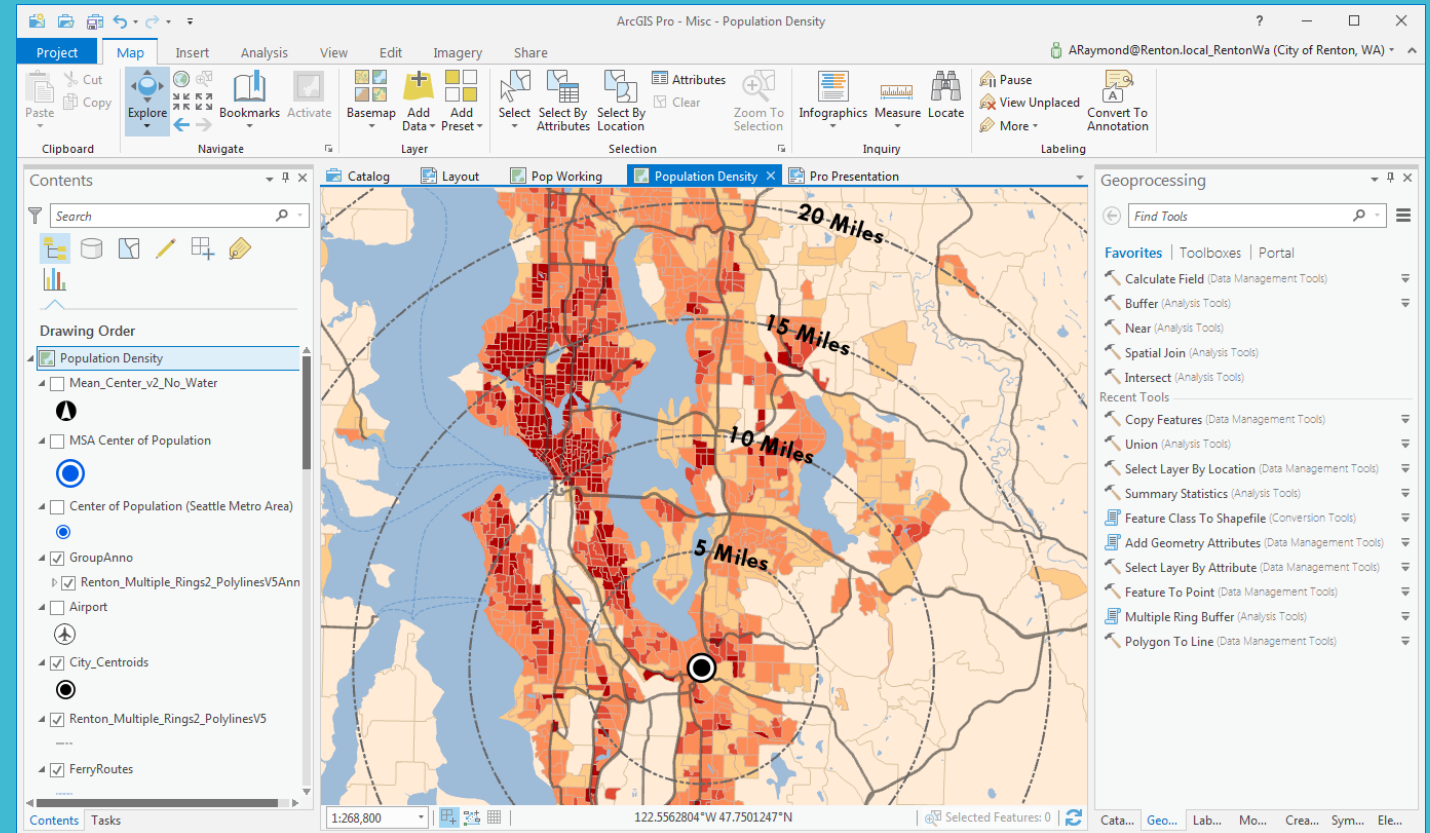 ArcGIS Pro - Misc - Population Density
?
Project Map Insert Analysis View Edit Imagery Share
ARaymond@Renton.local_RentonWa (City of Renton, WA)
Paste
Cut
Copy
Clipboard
Explore
Bookmarks
Activate
Navigate
Basemap
Add Data
Add Preset
Layer
Select
Select By Attributes
Select By Location
Attributes
Clear
Zoom To Selection
Selection
Infographics
Measure
Locate
Inquiry
Pause
View Unplaced
More
A
Convert To Annotation
Labeling
Contents
Search
Drawing Order
Population Density
Mean_Center_v2_No_Water
MSA Center of Population
Center of Population (Seattle Metro Area)
GroupAnno
Renton_Multiple_Rings2_PolylinesV5Ann
Airport
City_Centroids
Renton_Multiple_Rings2_PolylinesV5
FerryRoutes
Contents Tasks
Catalog Layout Pop Working Population Density Pro Presentation
20 Miles
15 Miles
10 Miles
5 Miles
1:268,800
122.5562804°W 47.7501247°N
Selected Features: 0
Geoprocessing
Find Tools
Favorites | Toolboxes | Portal
Calculate Field (Data Management Tools)
Buffer (Analysis Tools)
Near (Analysis Tools)
Spatial Join (Analysis Tools)
Intersect (Analysis Tools)
Recent Tools
Copy Features (Data Management Tools)
Union (Analysis Tools)
Select Layer By Location (Data Management Tools)
Summary Statistics (Analysis Tools)
Feature Class To Shapefile (Conversion Tools)
Add Geometry Attributes (Data Management Tools)
Select Layer By Attribute (Data Management Tools)
Feature To Point (Data Management Tools)
Multiple Ring Buffer (Analysis Tools)
Polygon To Line (Data Management Tools)
Cata... Geo... Lab... Mo... Crea... Sym... Ele...